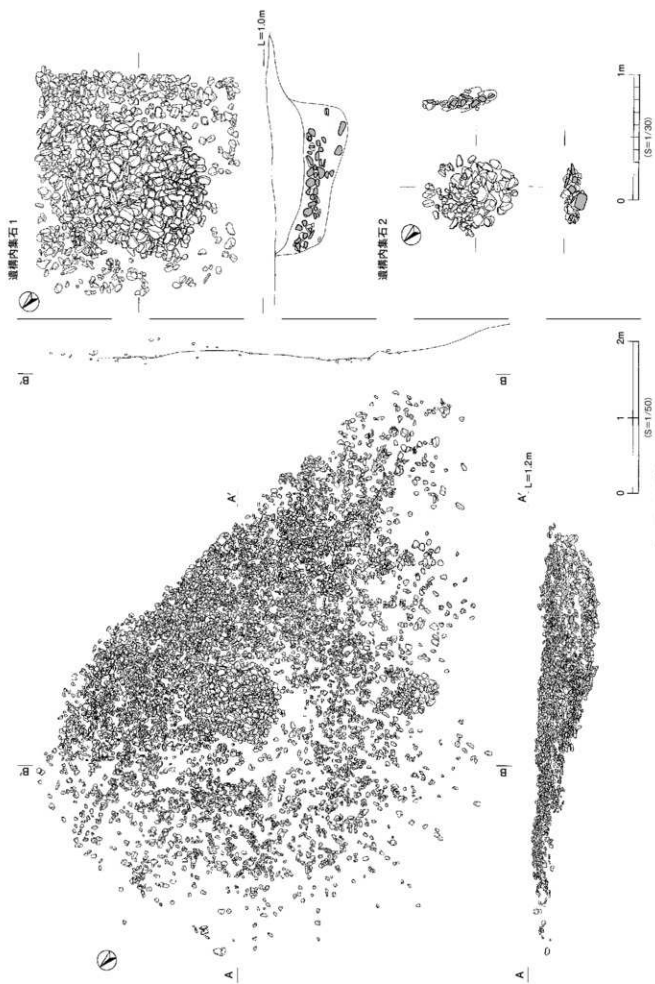 遺構内集石 1
L=1.0m
遺構内集石 2
0 1m
(S=1/30)
B'
B
A
A'
A
A' L=1.2m
B'
B
0 1 2m
(S=1/50)